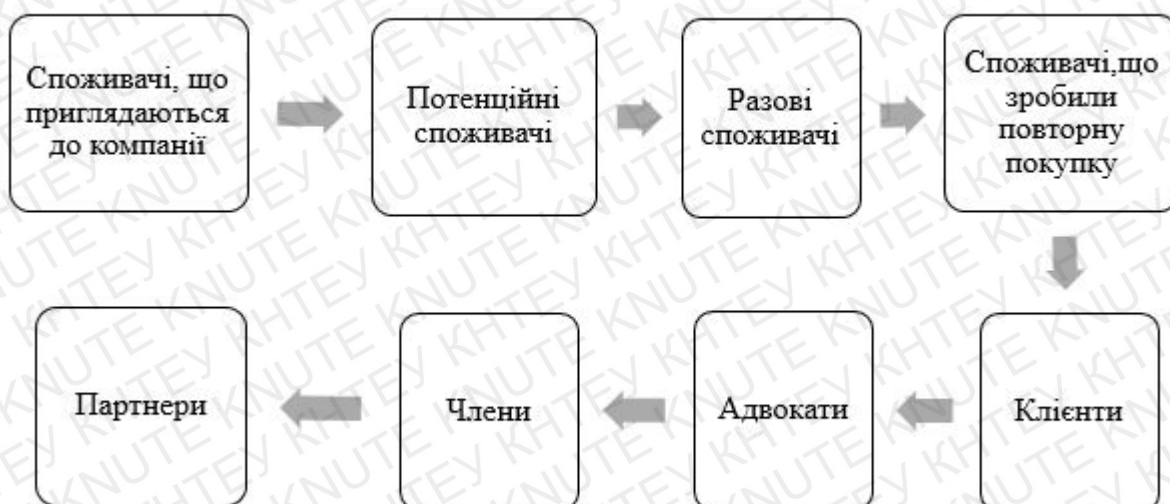 Споживачі, що
приглядаються
до компанії
Потенційні
споживачі
Разові
споживачі
Споживачі,що
зробили
повторну
покупку
Клієнти
Адвокати
Члени
Партнери